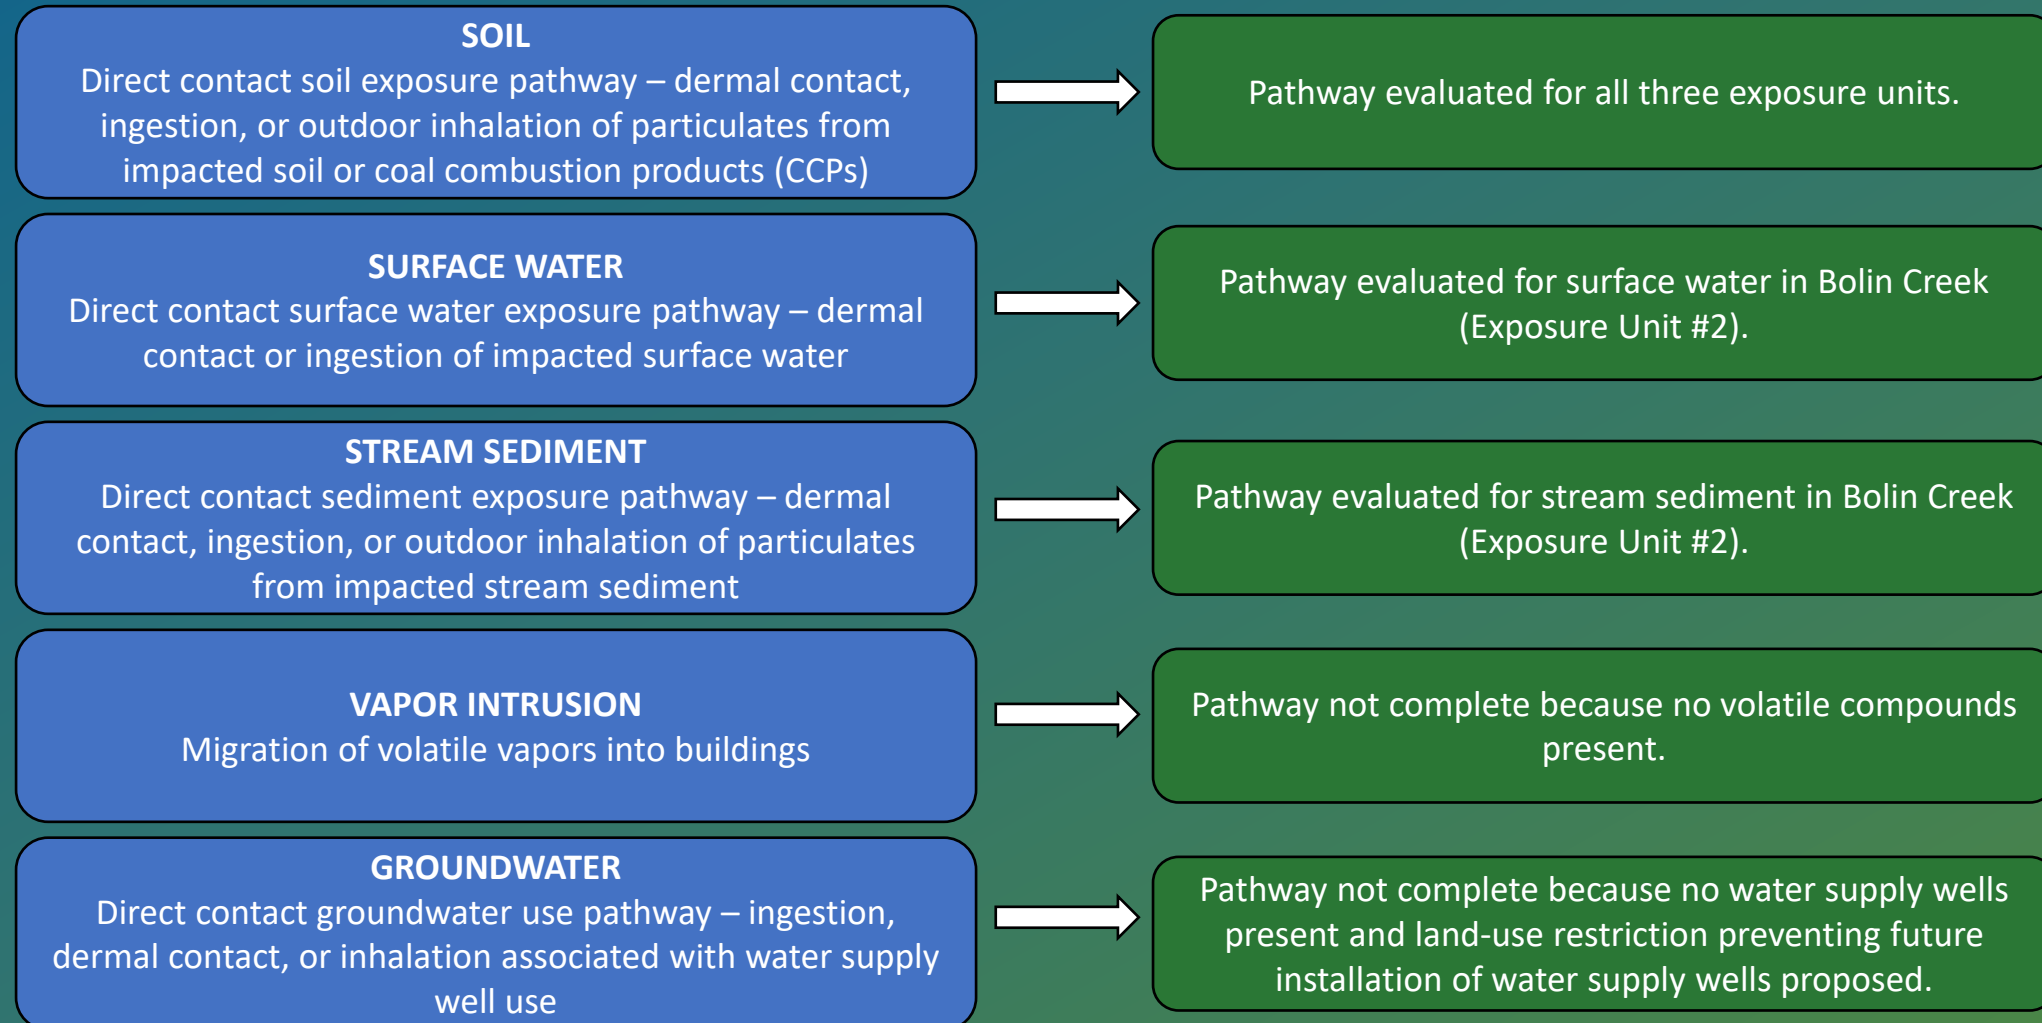 SOIL
Direct contact soil exposure pathway – dermal contact,
ingestion, or outdoor inhalation of particulates from
impacted soil or coal combustion products (CCPs)
Pathway evaluated for all three exposure units.
SURFACE WATER
Direct contact surface water exposure pathway – dermal
contact or ingestion of impacted surface water
Pathway evaluated for surface water in Bolin Creek
(Exposure Unit #2).
STREAM SEDIMENT
Direct contact sediment exposure pathway – dermal
contact, ingestion, or outdoor inhalation of particulates
from impacted stream sediment
Pathway evaluated for stream sediment in Bolin Creek
(Exposure Unit #2).
VAPOR INTRUSION
Migration of volatile vapors into buildings
Pathway not complete because no volatile compounds
present.
GROUNDWATER
Direct contact groundwater use pathway – ingestion,
dermal contact, or inhalation associated with water supply
well use
Pathway not complete because no water supply wells
present and land-use restriction preventing future
installation of water supply wells proposed.